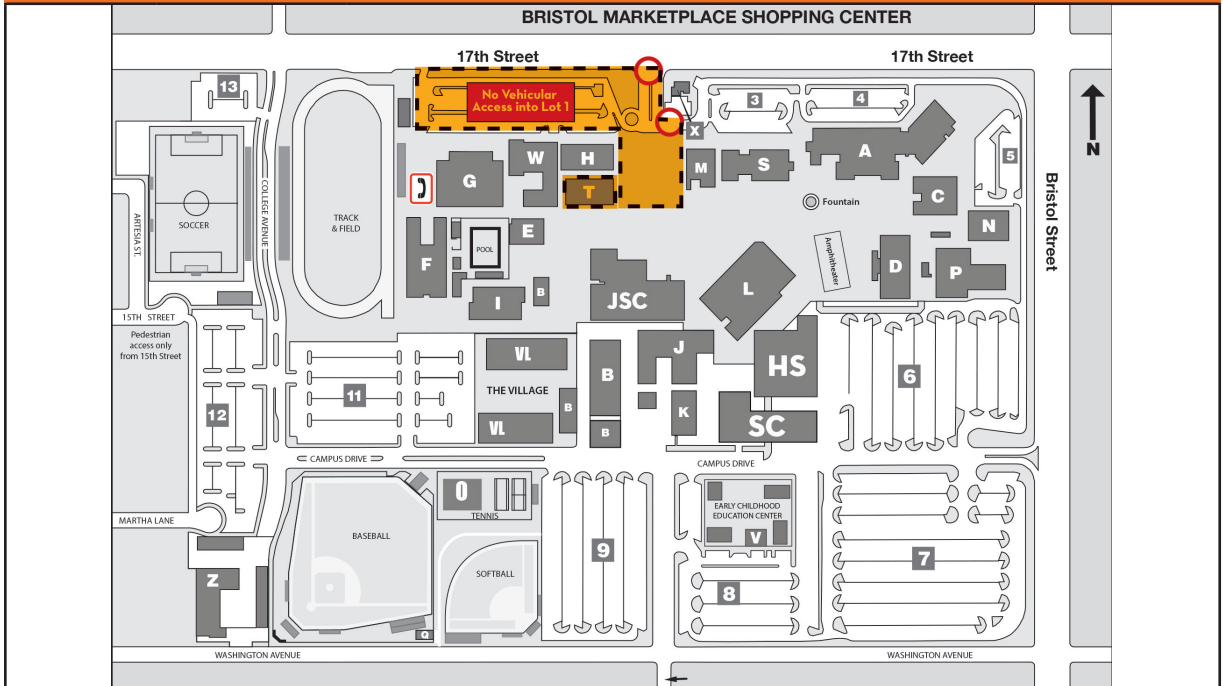 BRISTOL MARKETPLACE SHOPPING CENTER
17th Street
17th Street
13
No Vehicular
Access into Lot 1
3
4
X
5
N
W
H
G
T
M
S
A
C
N
Fountain
Bristol Street
SOCCER
COLLEGE AVENUE
ARTESIA ST.
TRACK
& FIELD
E
POOL
F
I
B
JSC
L
Amphitheater
D
P
15TH STREET
Pedestrian
access only
from 15th Street
12
11
VL
THE VILLAGE
VL
B
B
B
J
K
HS
SC
6
CAMPUS DRIVE
CAMPUS DRIVE
MARTHA LANE
Z
BASEBALL
O
TENNIS
SOFTBALL
Q
9
EARLY CHILDHOOD
EDUCATION CENTER
V
8
7
WASHINGTON AVENUE
WASHINGTON AVENUE